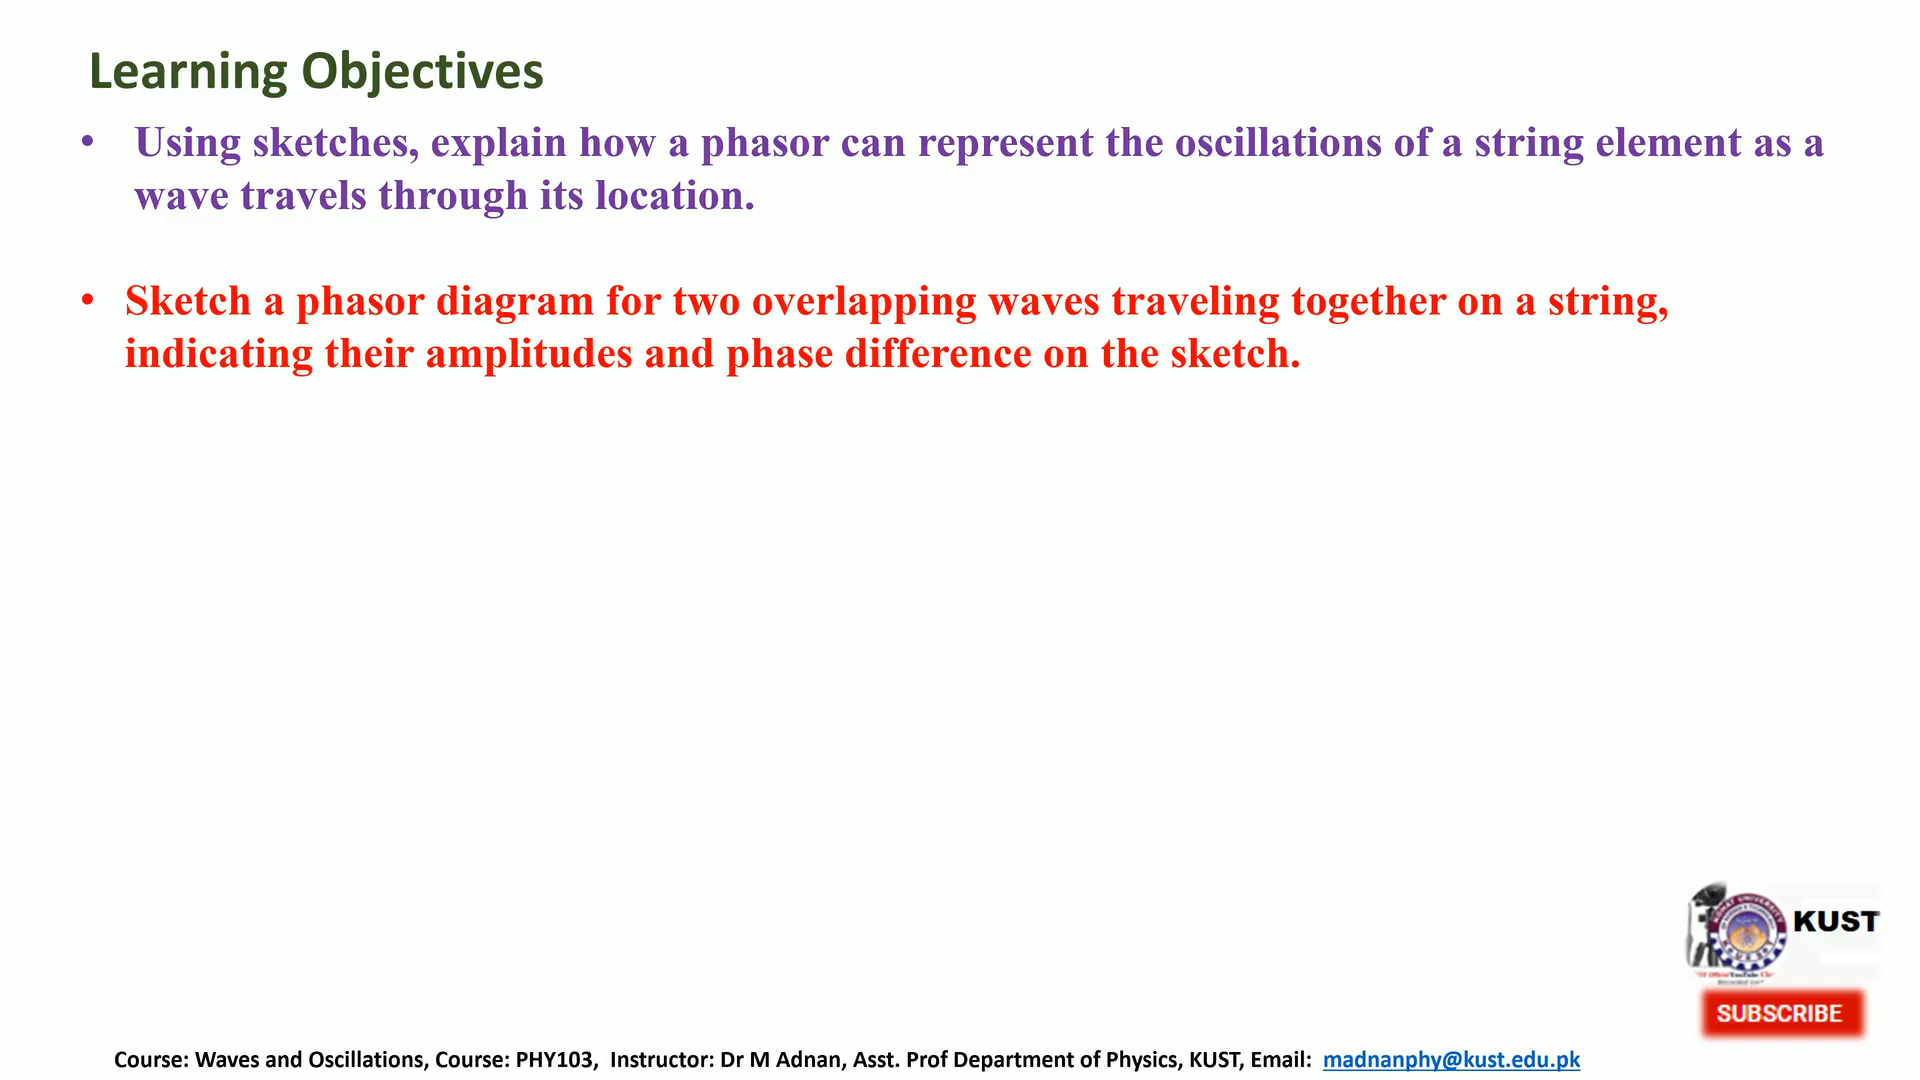 Learning Objectives
• Using sketches, explain how a phasor can represent the oscillations of a string element as a
wave travels through its location.
• Sketch a phasor diagram for two overlapping waves traveling together on a string,
indicating their amplitudes and phase difference on the sketch.
KUST
SUBSCRIBE
Course: Waves and Oscillations, Course: PHY103, Instructor: Dr M Adnan, Asst. Prof Department of Physics, KUST, Email: madnanphy@kust.edu.pk